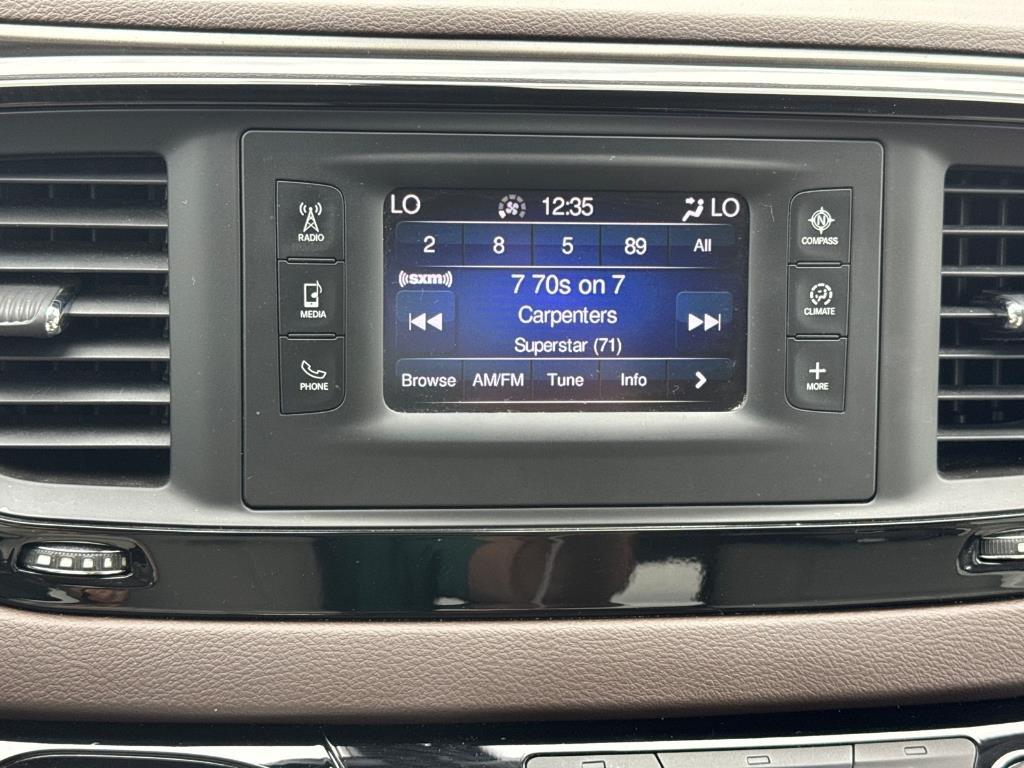 LO 12:35 LO
2 8 5 89 All
((sxm))
7 70s on 7
Carpenters
Superstar (71)
Browse AM/FM Tune Info
RADIO
MEDIA
PHONE
N
COMPASS
CLIMATE
MORE